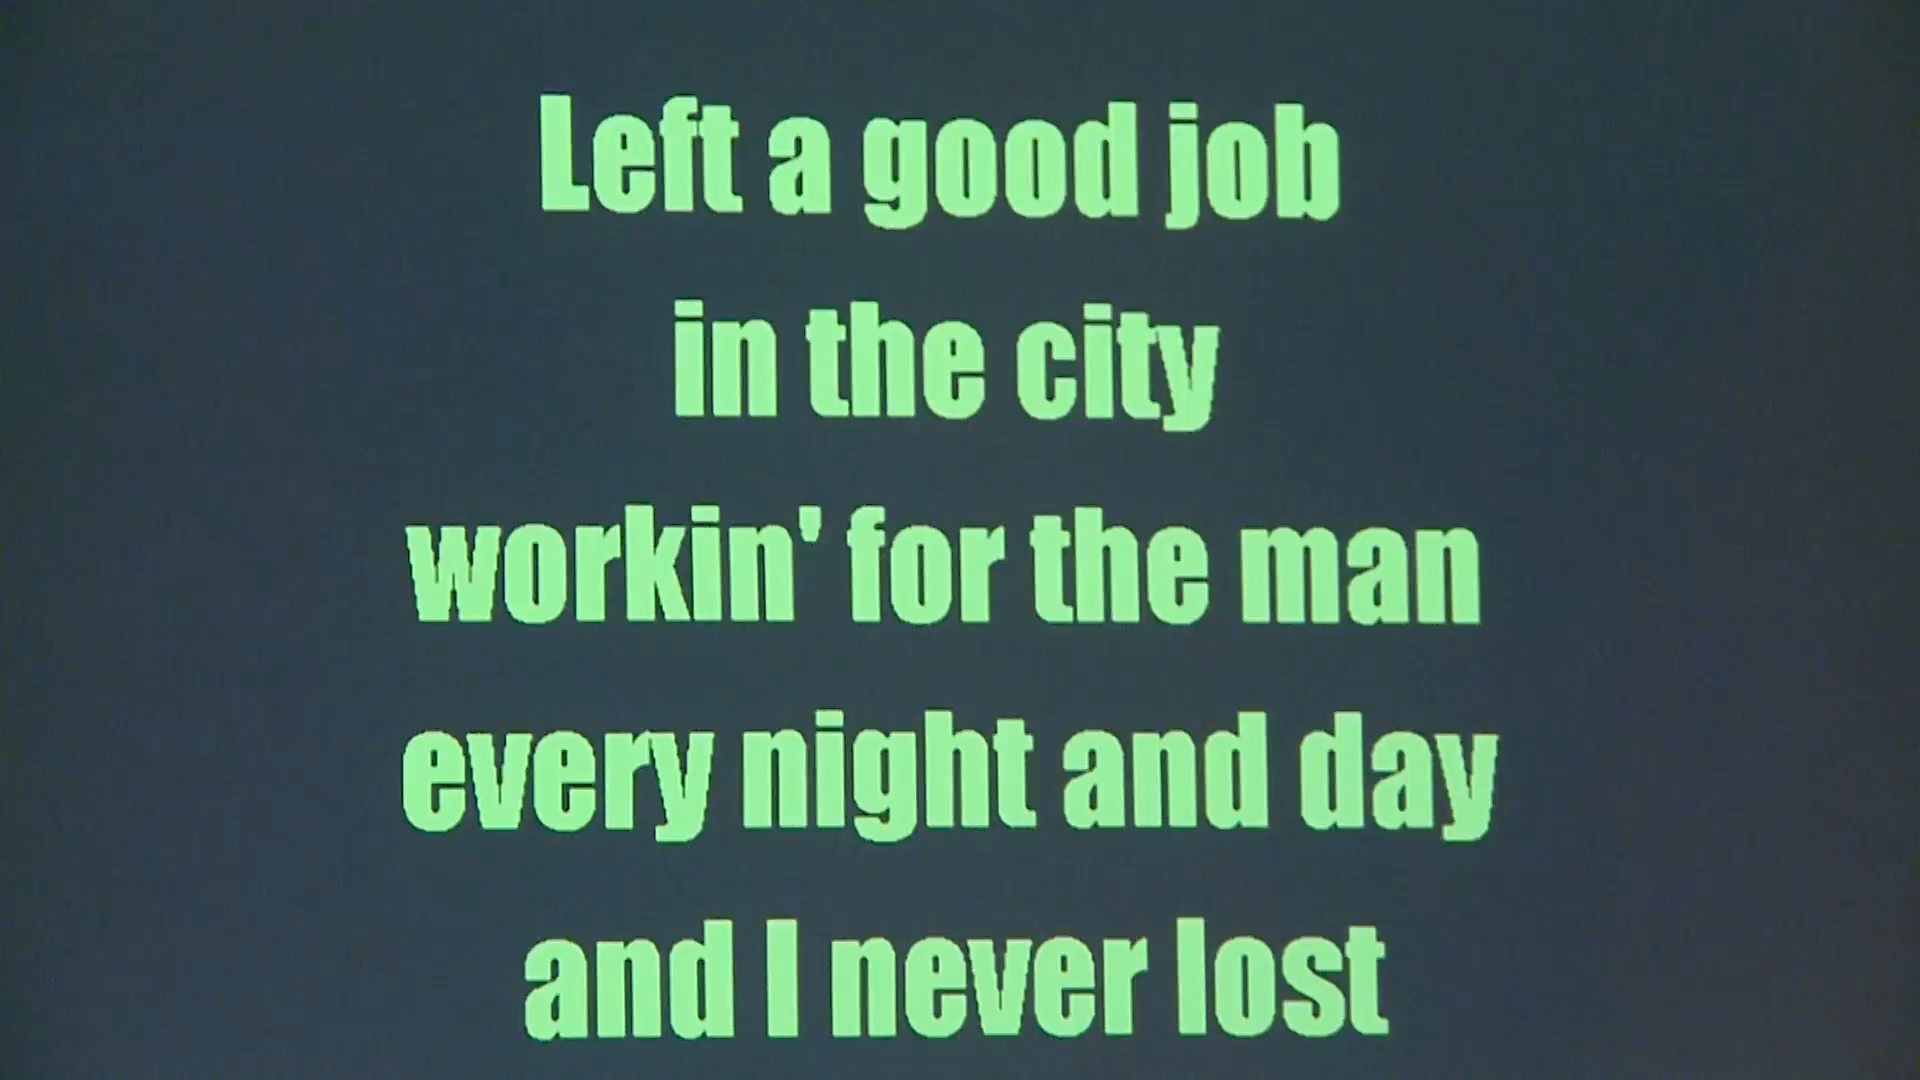 Left a good job
in the city
workin' for the man
every night and day
and I never lost